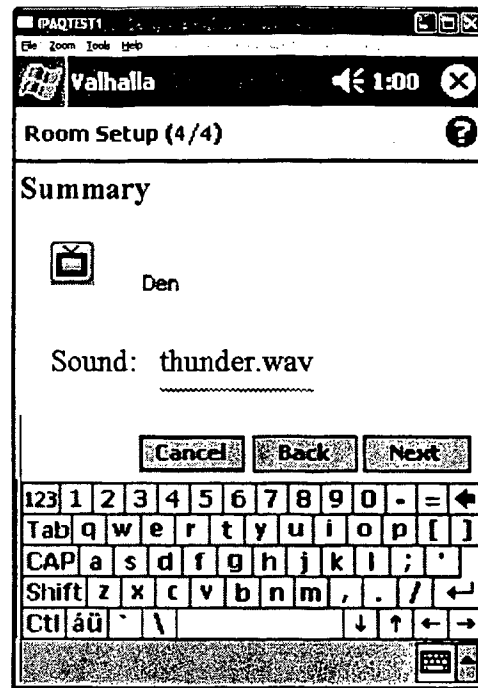 IPAQTEST1
File Zoom Tools Help
Valhalla 1:00
Room Setup (4/4) ?
Summary
Den
Sound: thunder.wav
Cancel Back Next
123 1 2 3 4 5 6 7 8 9 0 - =
Tab q w e r t y u i o p [ ]
CAP a s d f g h j k l ; '
Shift z x c v b n m , . /
Ctl áü ` \